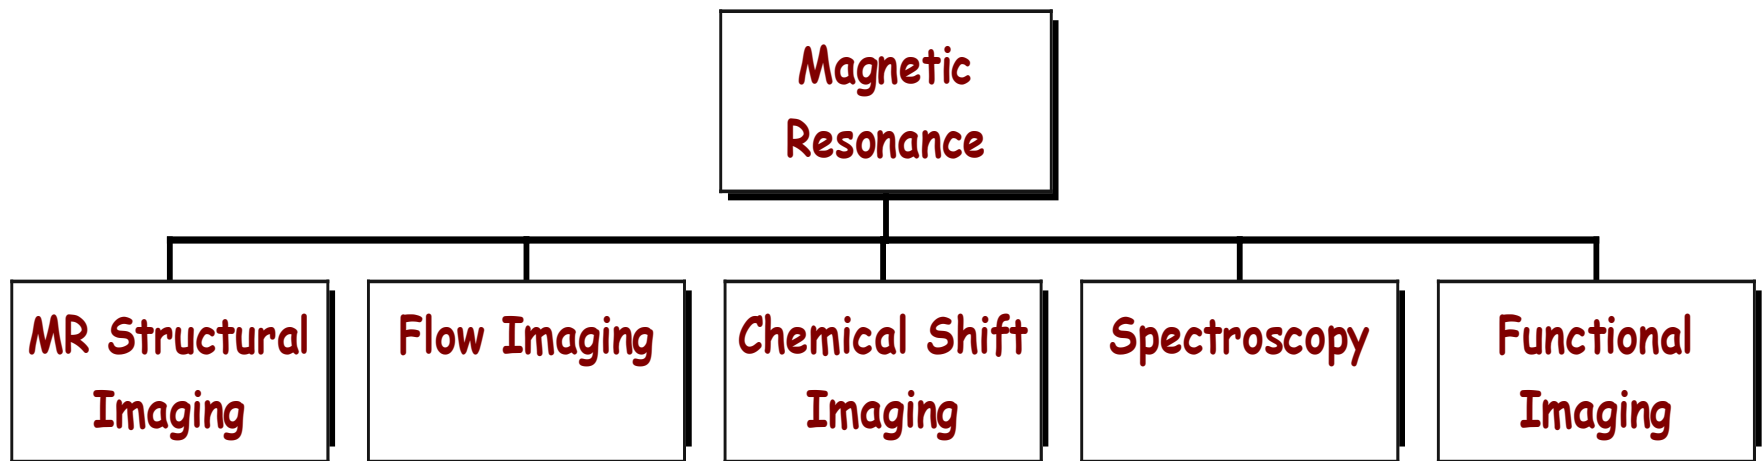 Magnetic
Resonance
MR Structural
Imaging
Flow Imaging
Chemical Shift
Imaging
Spectroscopy
Functional
Imaging